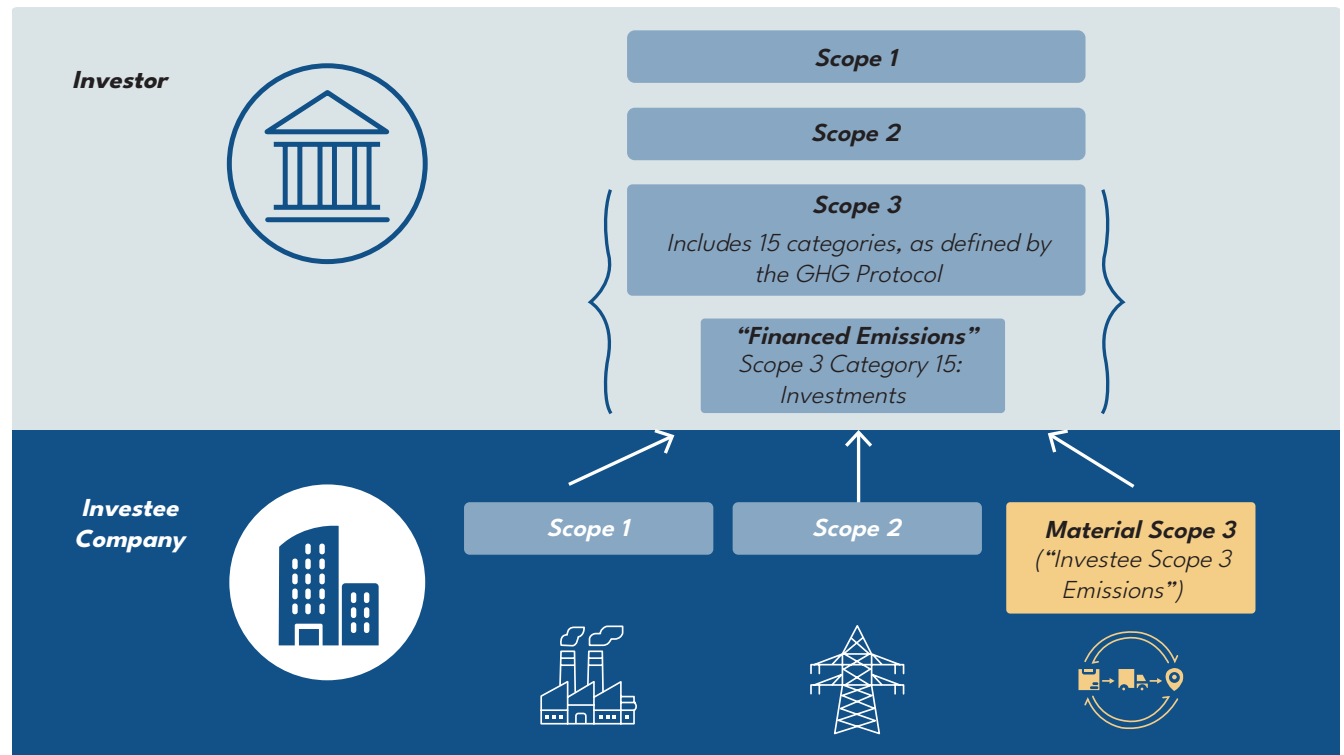 Investor
Scope 1
Scope 2
Scope 3
Includes 15 categories, as defined by
the GHG Protocol
“Financed Emissions”
Scope 3 Category 15:
Investments
Investee
Company
Scope 1
Scope 2
Material Scope 3
(“Investee Scope 3
Emissions”)